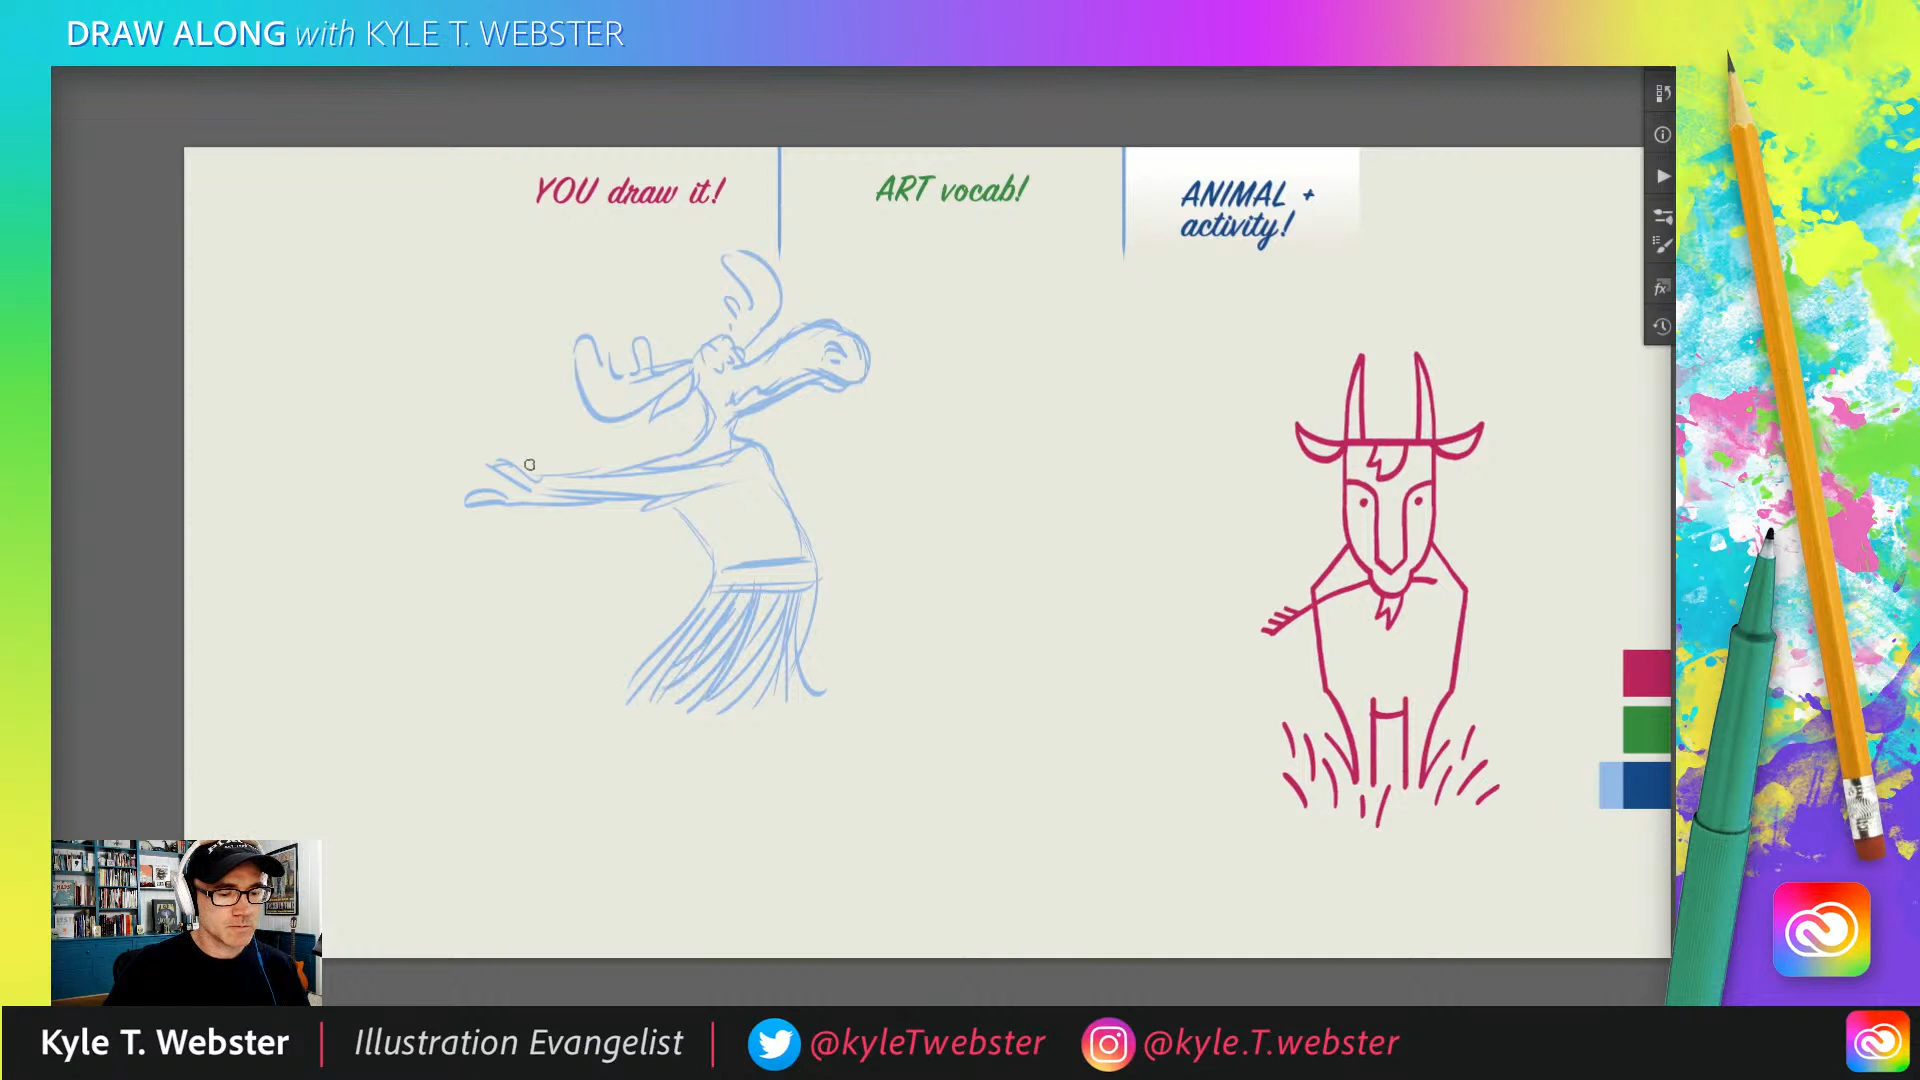 DRAW ALONG with KYLE T. WEBSTER
YOU draw it!
ART vocab!
ANIMAL +
activity!
fx
Kyle T. Webster | Illustration Evangelist | @kyleTwebster @kyle.T.webster